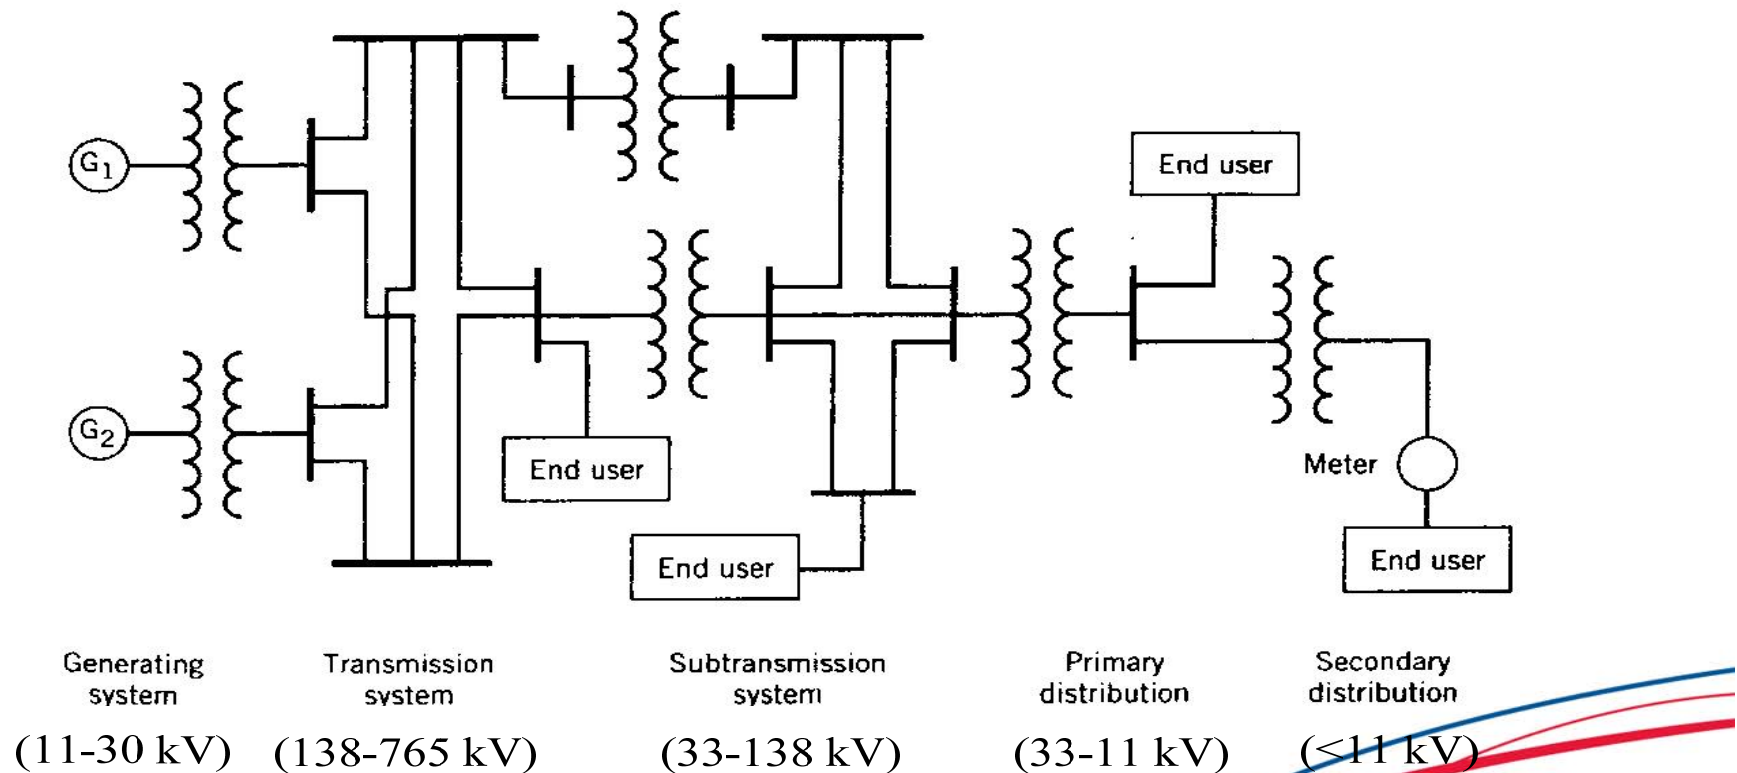 G1
G2
End user
End user
End user
Meter
End user
Generating
system
Transmission
system
Subtransmission
system
Primary
distribution
Secondary
distribution
(11-30 kV)
(138-765 kV)
(33-138 kV)
(33-11 kV)
(<11 kV)